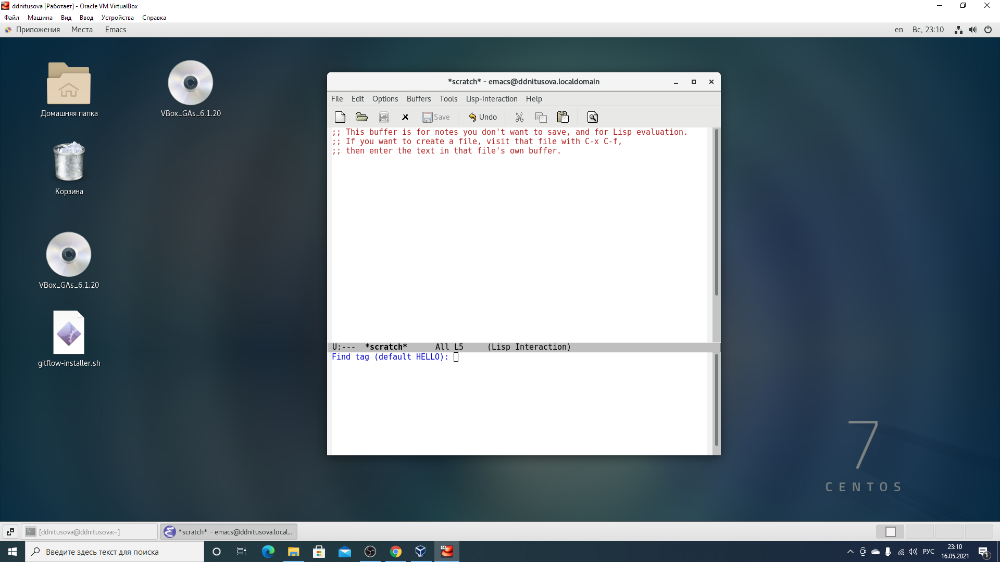 ddnitusova [Работает] - Oracle VM VirtualBox
Файл Машина Вид Ввод Устройства Справка
Приложения Места Emacs en Вс, 23:10
Домашняя папка
VBox_GAs_6.1.20
Корзина
VBox_GAs_6.1.20
gitflow-installer.sh
*scratch* - emacs@ddnitusova.localdomain
File Edit Options Buffers Tools Lisp-Interaction Help
Save Undo
;; This buffer is for notes you don't want to save, and for Lisp evaluation.
;; If you want to create a file, visit that file with C-x C-f,
;; then enter the text in that file's own buffer.
U:--- *scratch* All L5 (Lisp Interaction)
Find tag (default HELLO):
7
CENTOS
[ddnitusova@ddnitusova:~] *scratch* - emacs@ddnitusova.local...
Введите здесь текст для поиска
64
РУС
23:10
16.05.2021
1